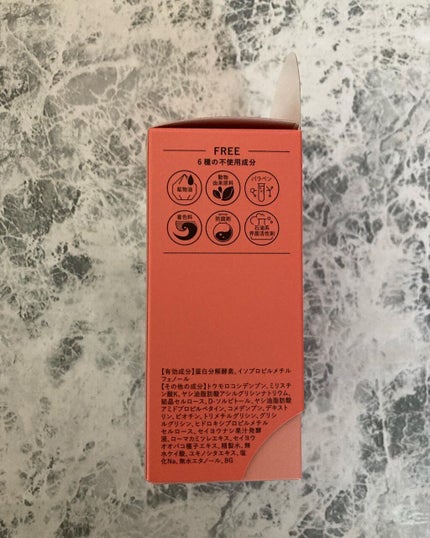 FREE
6種の不使用成分
鉱物油
動物
由来原料
パラベン
着色料
防腐剤
石油系
界面活性剤
【有効成分】蛋白分解酵素、イソプロピルメチル
フェノール
【その他の成分】トウモロコシデンプン、ミリスチ
ン酸K、ヤシ油脂肪酸アシルグリシンナトリウム、
結晶セルロース、D-ソルビトール、ヤシ油脂肪酸
アミドプロピルベタイン、コメデンプン、デキスト
リン、ビオチン、トリメチルグリシン、グリシ
ルグリシン、ヒドロキシプロピルメチル
セルロース、セイヨウナシ果汁発酵
液、ローマカミツレエキス、セイヨウ
オオバコ種子エキス、精製水、無
水ケイ酸、ユキノシタエキス、塩
化Na、無水エタノール、BG